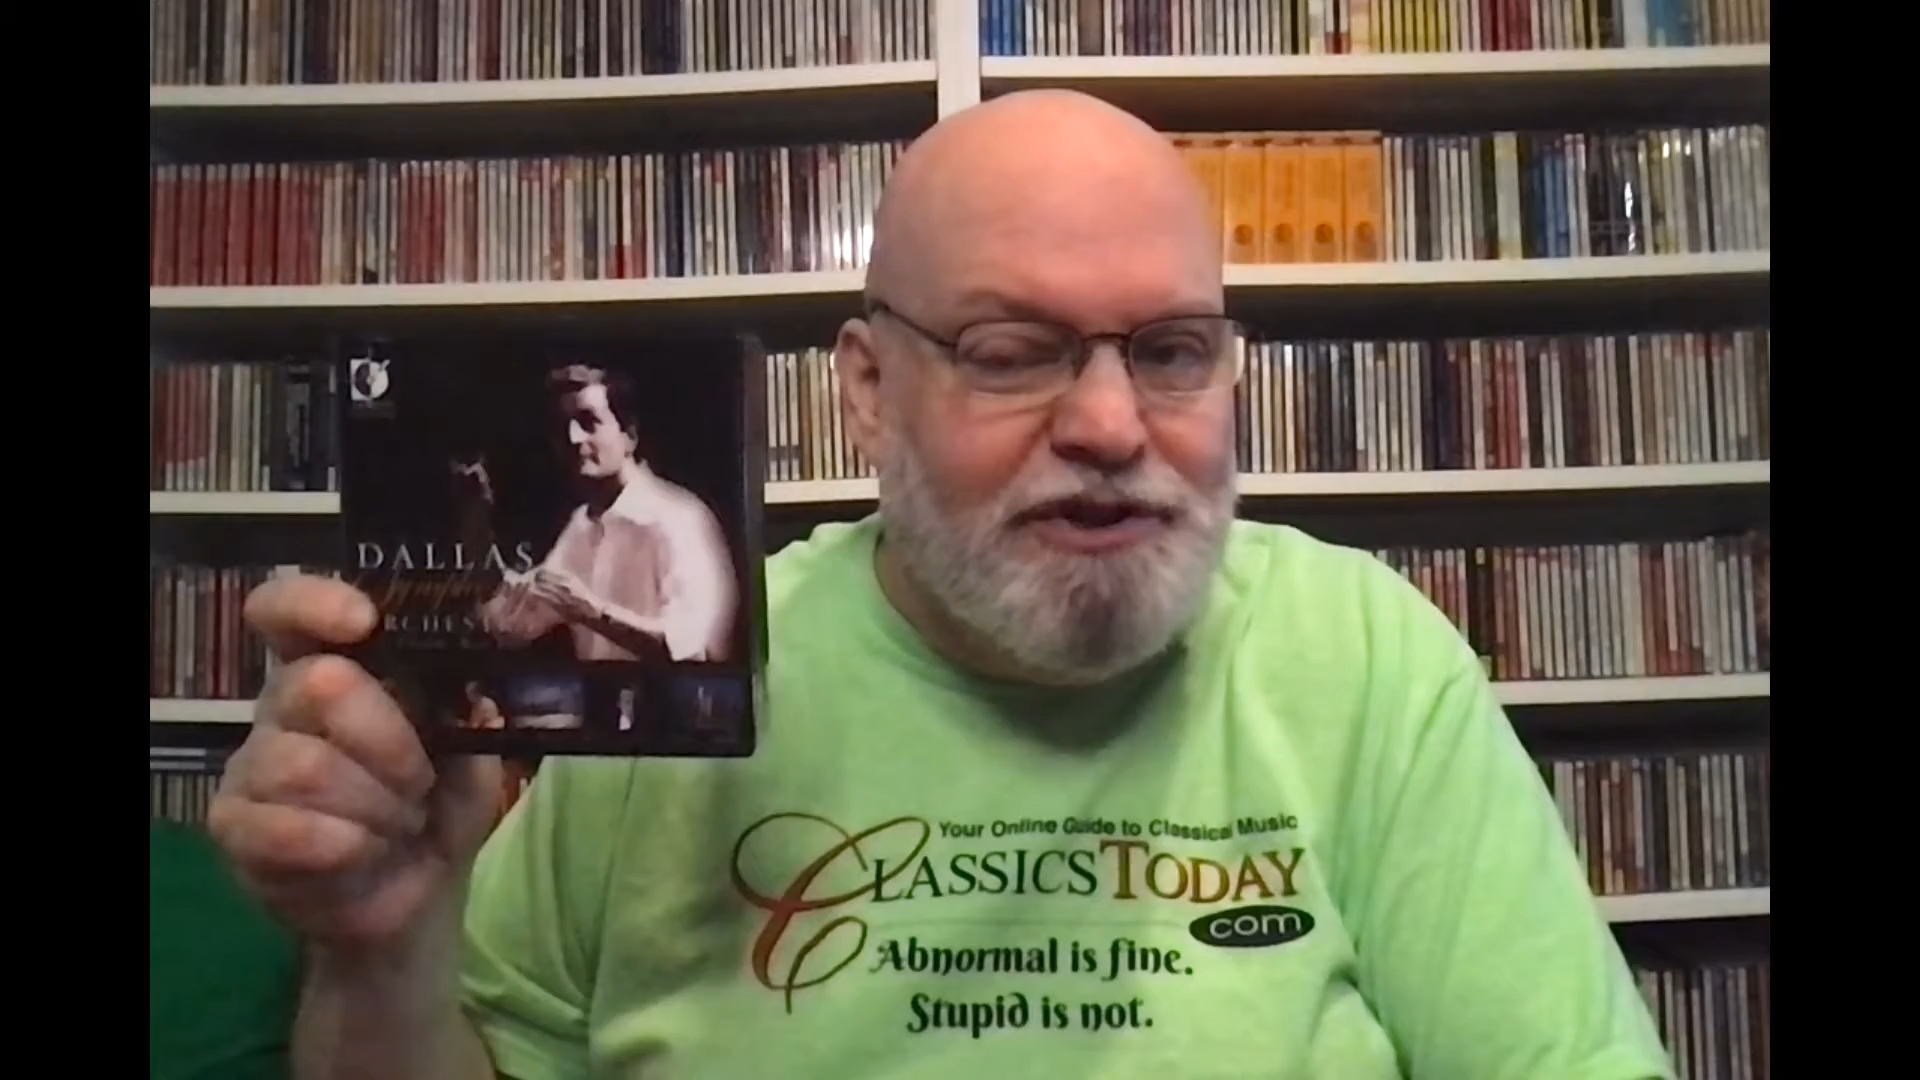 DALLAS
Your Online Guide to Classical Music
CLASSICSTODAY
com
Abnormal is fine.
Stupid is not.